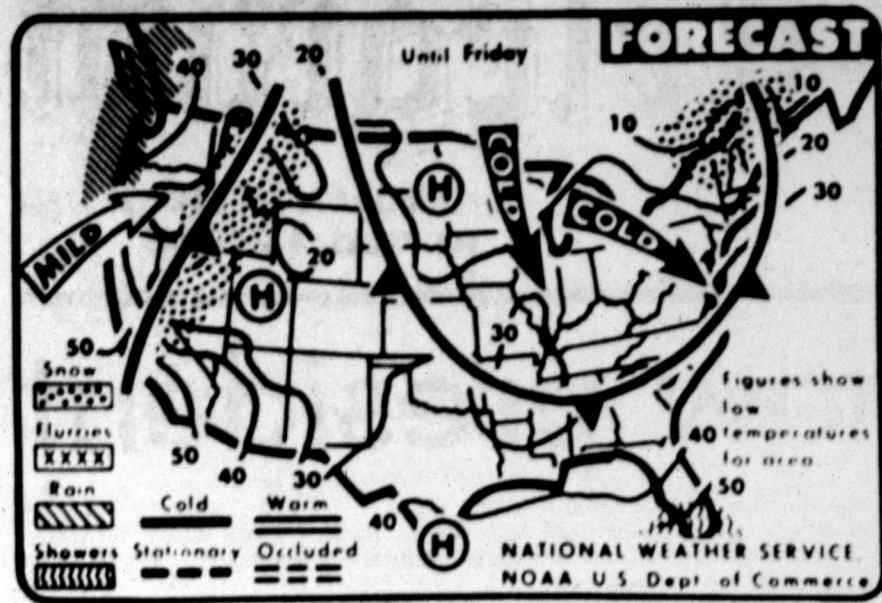 FORECAST
Until Friday
40 30 20
10
10
20
30
COLD
COLD
MILD
H
H
20
30
50
Snow
Flurries
Rain
Showers
Cold
Warm
Stationary
Occluded
50 40 30
40
H
Figures show
low
temperatures
for area
40
50
NATIONAL WEATHER SERVICE,
NOAA, U.S. Dept. of Commerce